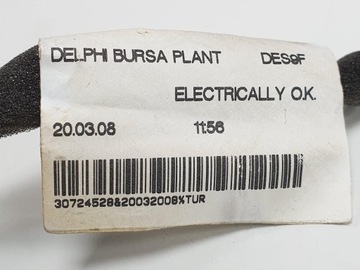 DELPHI BURSA PLANT DES9F
ELECTRICALLY O.K.
20.03.08 11:56
30724528&20032008%TUR